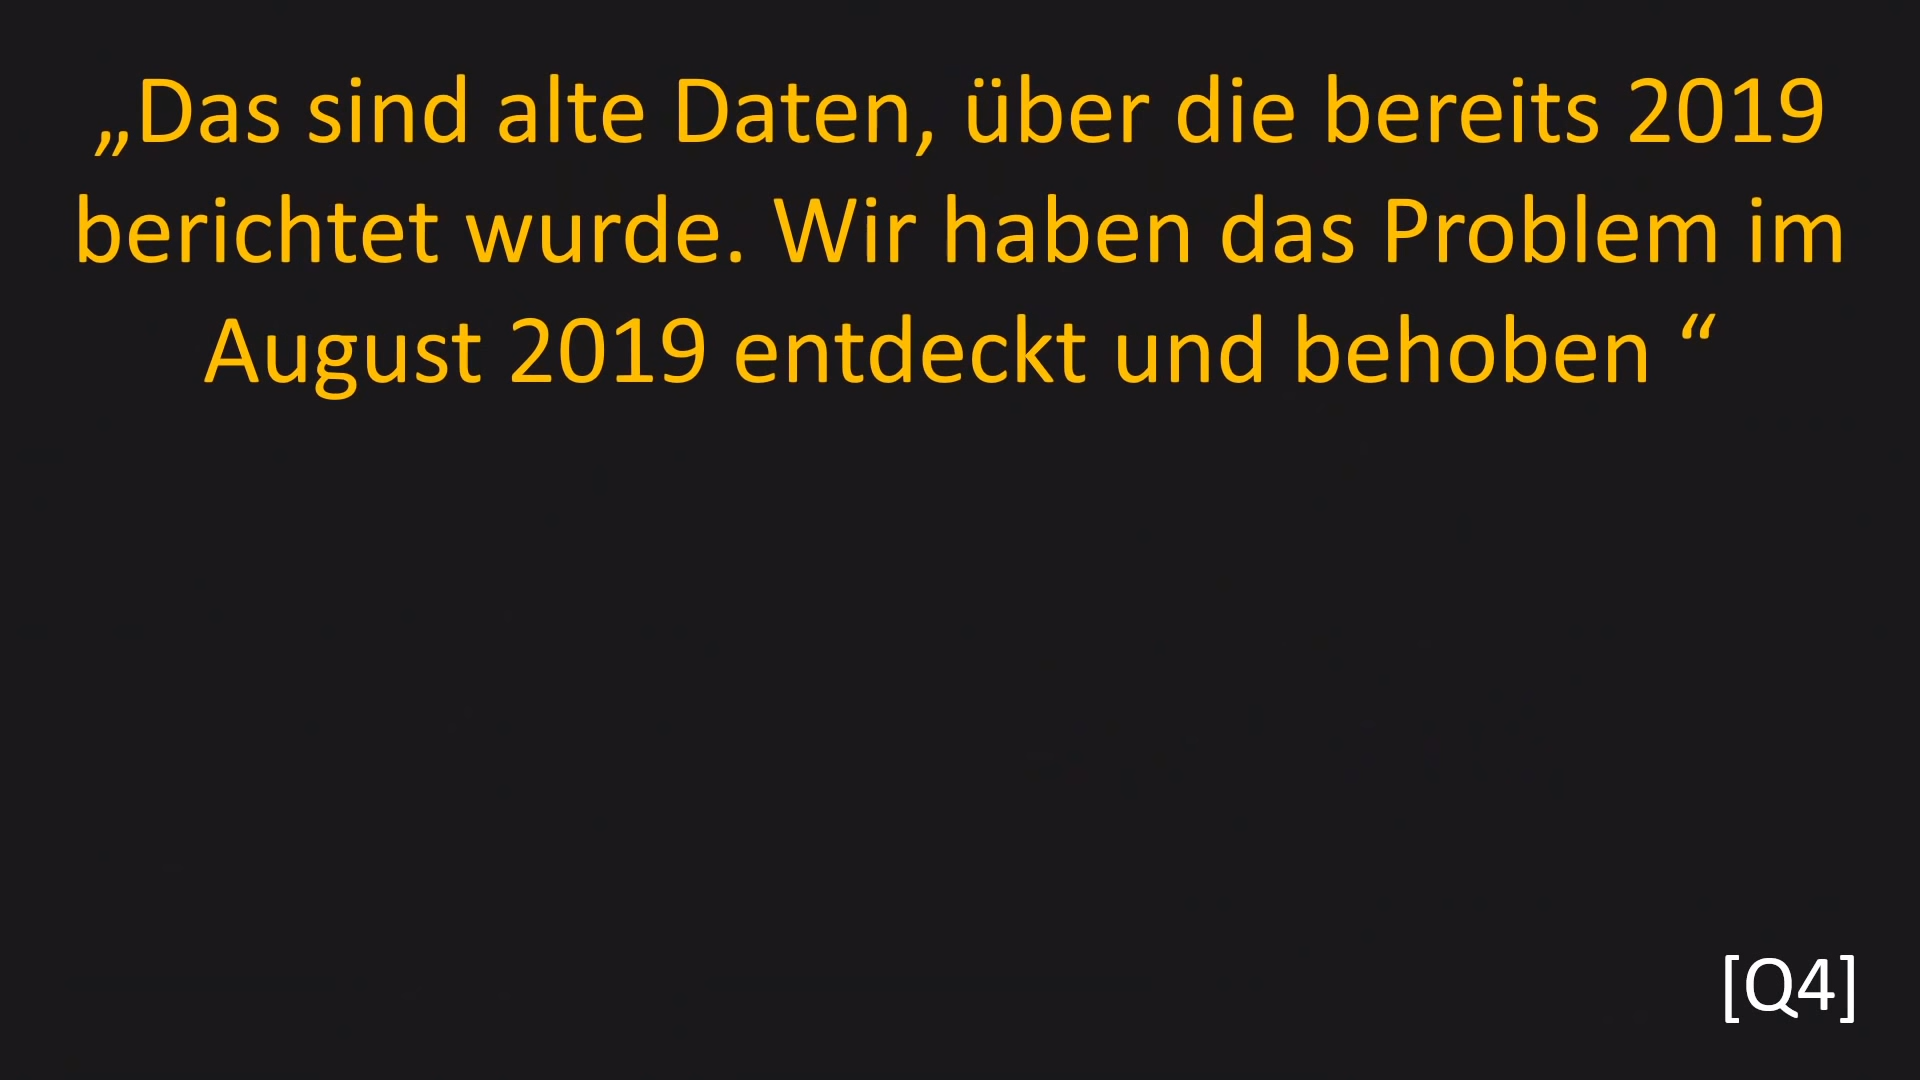 „Das sind alte Daten, über die bereits 2019
berichtet wurde. Wir haben das Problem im
August 2019 entdeckt und behoben “
[Q4]